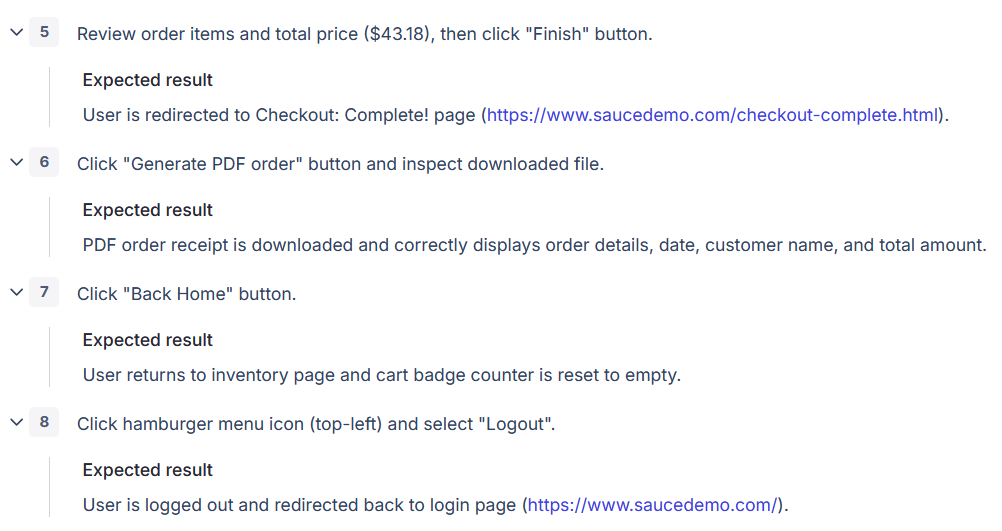 5 Review order items and total price ($43.18), then click "Finish" button.
Expected result
User is redirected to Checkout: Complete! page (https://www.saucedemo.com/checkout-complete.html).
6 Click "Generate PDF order" button and inspect downloaded file.
Expected result
PDF order receipt is downloaded and correctly displays order details, date, customer name, and total amount.
7 Click "Back Home" button.
Expected result
User returns to inventory page and cart badge counter is reset to empty.
8 Click hamburger menu icon (top-left) and select "Logout".
Expected result
User is logged out and redirected back to login page (https://www.saucedemo.com/).